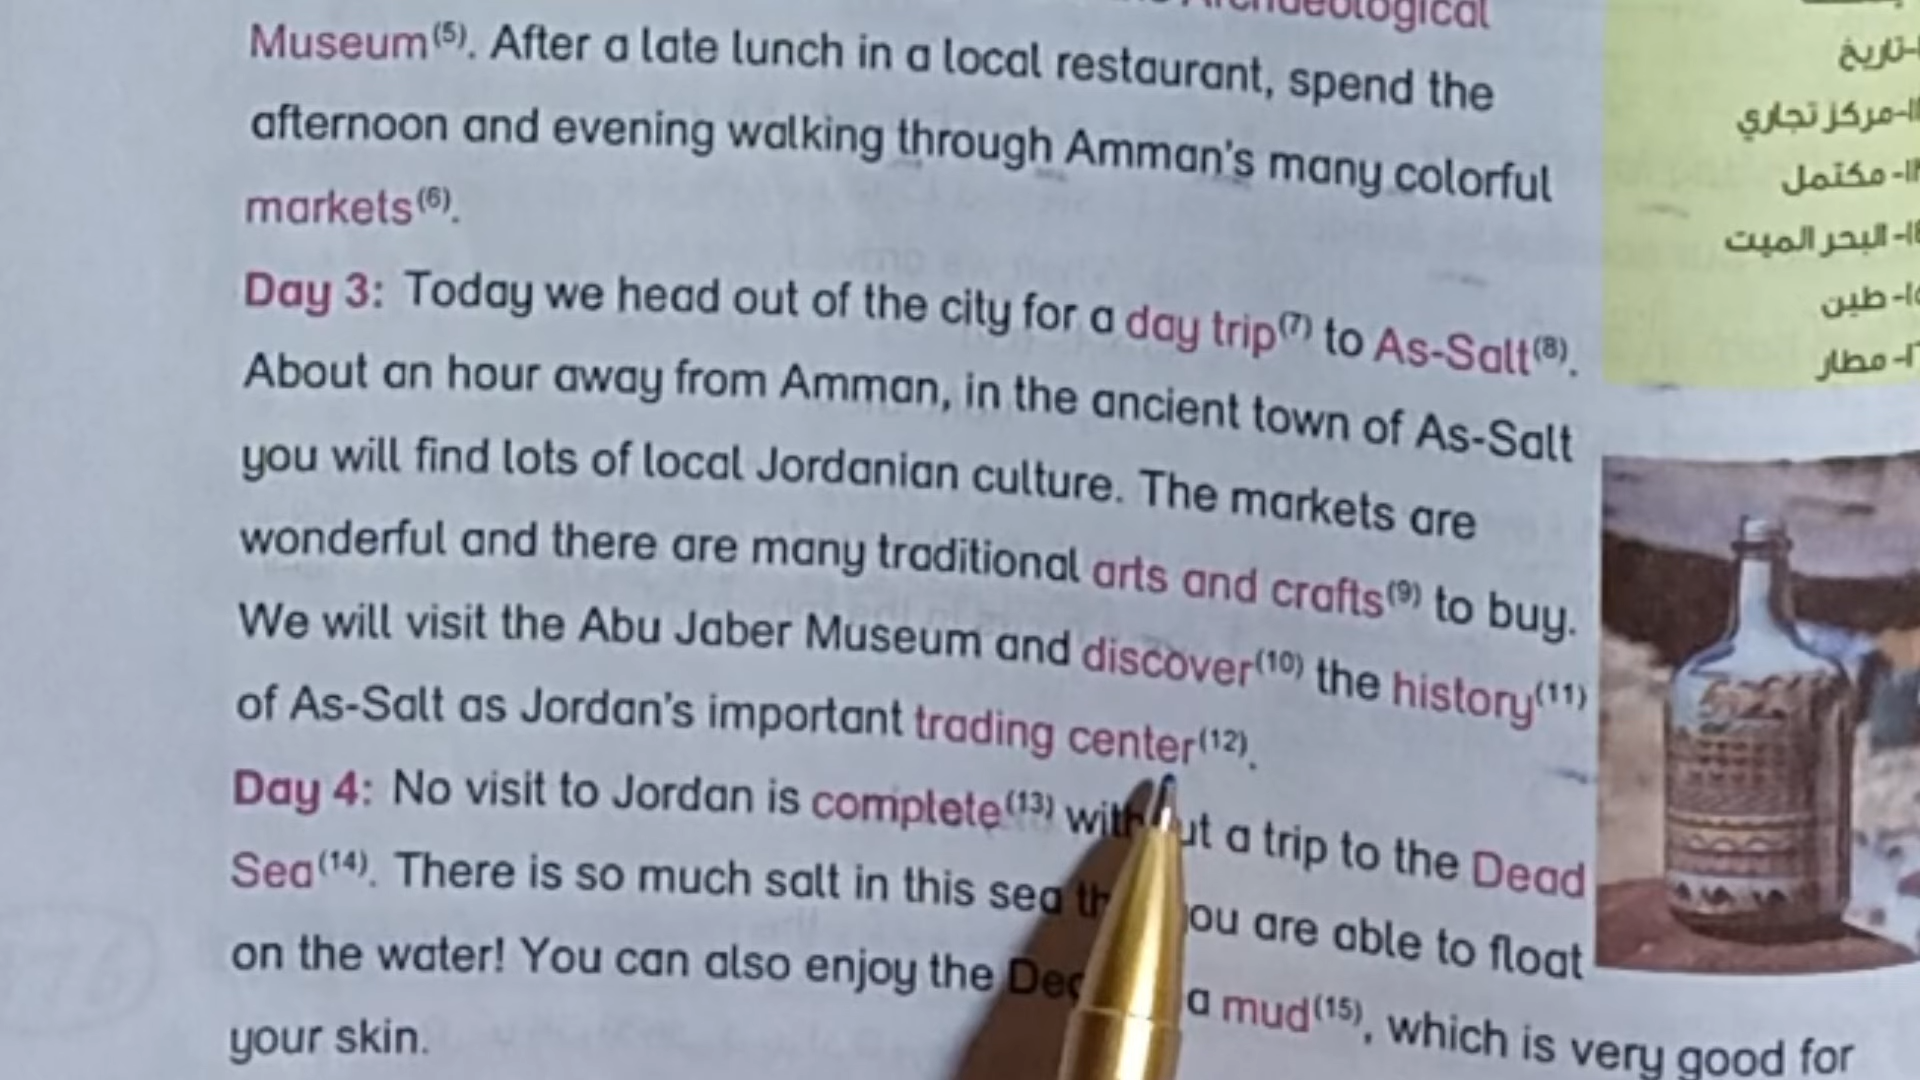 Archaeological
Museum(5). After a late lunch in a local restaurant, spend the
afternoon and evening walking through Amman's many colorful
markets(6).
Day 3: Today we head out of the city for a day trip(7) to As-Salt(8).
About an hour away from Amman, in the ancient town of As-Salt
you will find lots of local Jordanian culture. The markets are
wonderful and there are many traditional arts and crafts(9) to buy.
We will visit the Abu Jaber Museum and discover(10) the history(11)
of As-Salt as Jordan's important trading center(12).
Day 4: No visit to Jordan is complete(13) without a trip to the Dead
Sea(14). There is so much salt in this sea you are able to float
on the water! You can also enjoy the a mud(15), which is very good for
your skin.
تاريخ
مركز تجاري
مكتمل
البحر الميت
طين
مطار